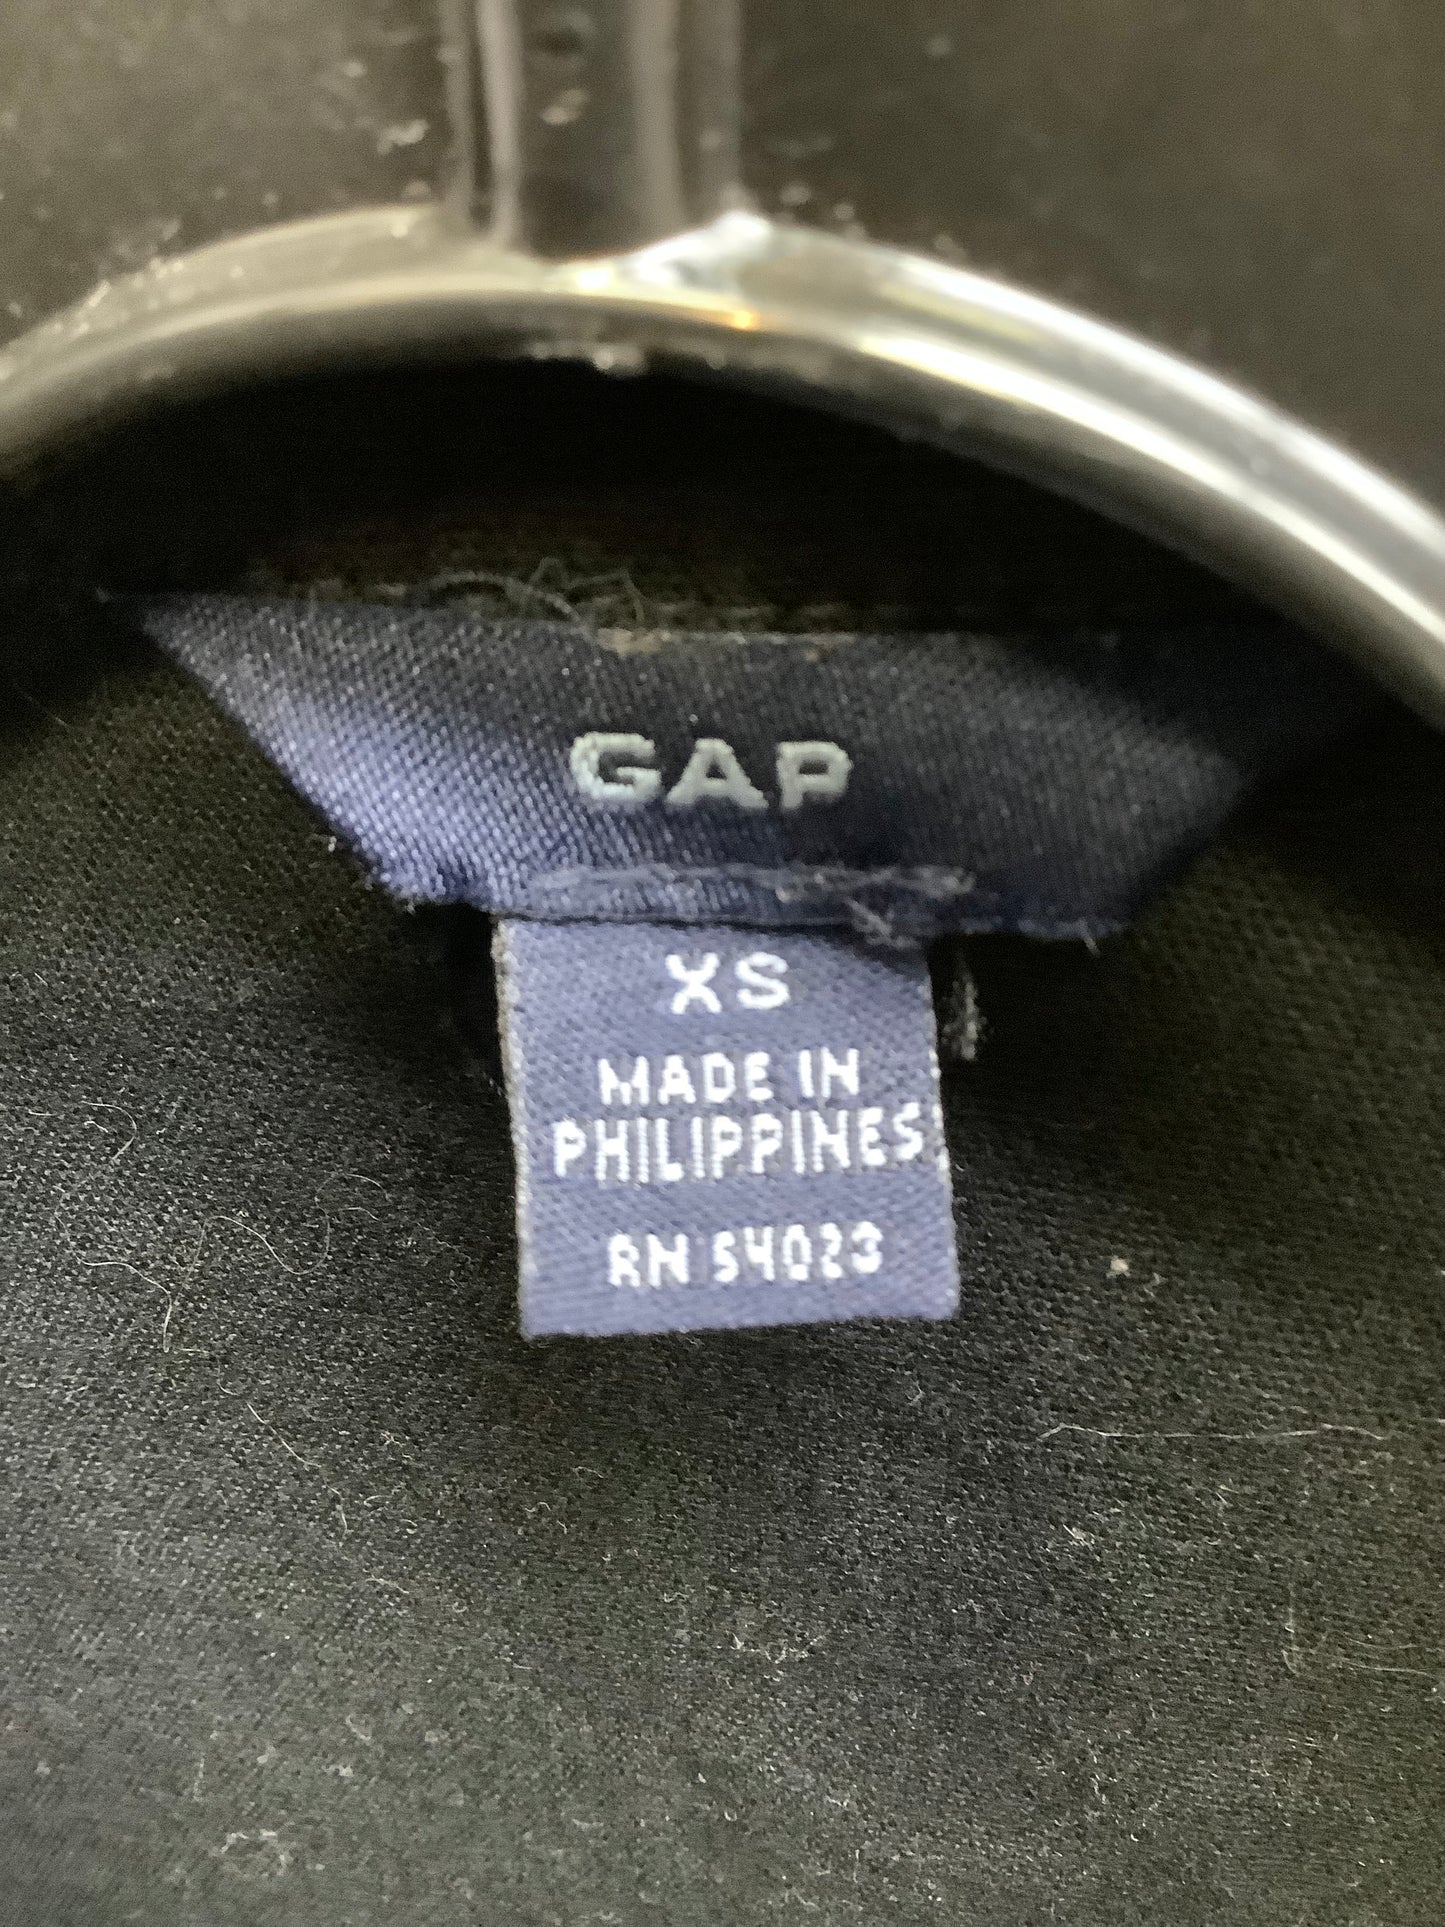 GAP
XS
MADE IN
PHILIPPINES
RN 54023